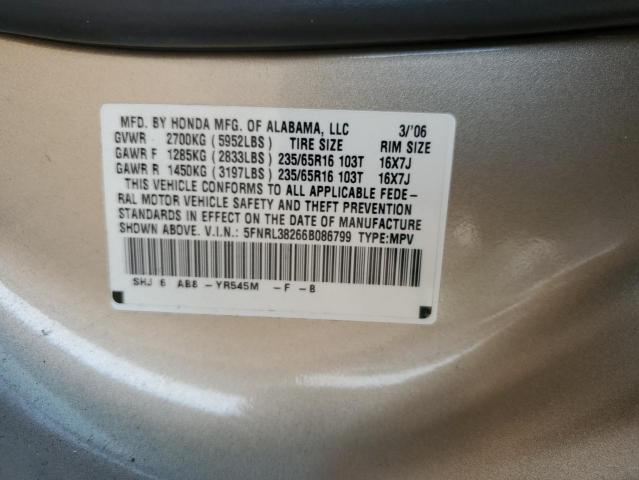 MFD. BY HONDA MFG. OF ALABAMA, LLC 3/'06
GVWR 2700KG (5952LBS) TIRE SIZE RIM SIZE
GAWR F 1285KG (2833LBS) 235/65R16 103T 16X7J
GAWR R 1450KG (3197LBS) 235/65R16 103T 16X7J
THIS VEHICLE CONFORMS TO ALL APPLICABLE FEDE-
RAL MOTOR VEHICLE SAFETY AND THEFT PREVENTION
STANDARDS IN EFFECT ON THE DATE OF MANUFACTURE
SHOWN ABOVE. V.I.N.: 5FNRL38266B086799 TYPE:MPV
SHJ 6 AB8 - YR545M - F - B